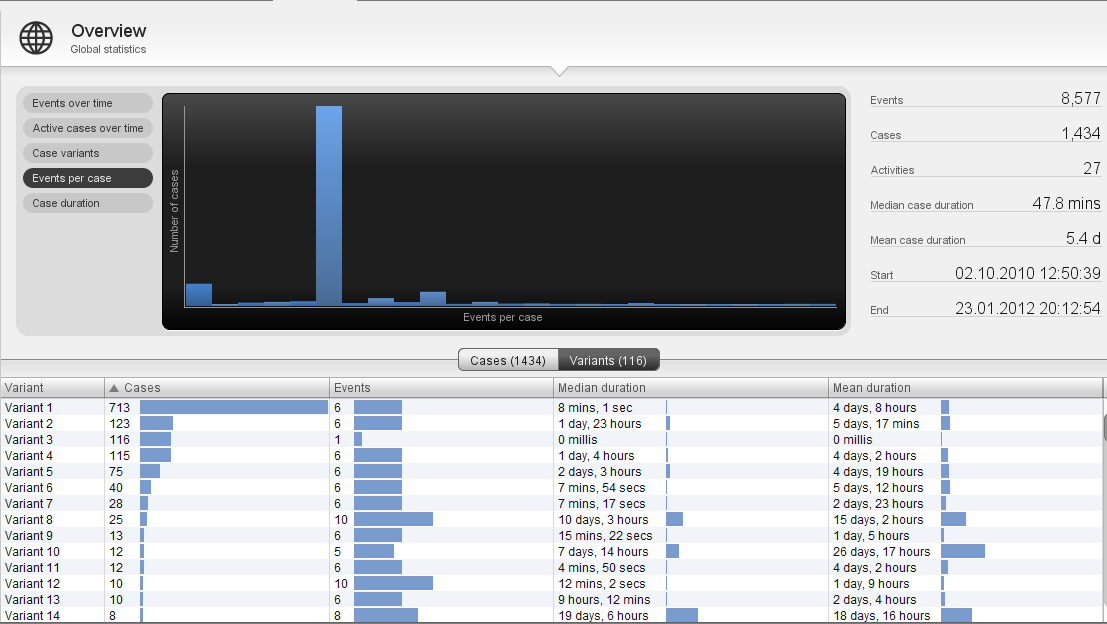 Overview
Global statistics
Events over time
Active cases over time
Case variants
Events per case
Case duration
Number of cases
Events per case
Events 8,577
Cases 1,434
Activities 27
Median case duration 47.8 mins
Mean case duration 5.4 d
Start 02.10.2010 12:50:39
End 23.01.2012 20:12:54
Cases (1434) Variants (116)
Variant Cases Events Median duration Mean duration
Variant 1 713 6 8 mins, 1 sec 4 days, 8 hours
Variant 2 123 6 1 day, 23 hours 5 days, 17 mins
Variant 3 116 1 0 millis 0 millis
Variant 4 115 6 1 day, 4 hours 4 days, 2 hours
Variant 5 75 6 2 days, 3 hours 4 days, 19 hours
Variant 6 40 6 7 mins, 54 secs 5 days, 12 hours
Variant 7 28 6 7 mins, 17 secs 2 days, 23 hours
Variant 8 25 10 10 days, 3 hours 15 days, 2 hours
Variant 9 13 6 15 mins, 22 secs 1 day, 5 hours
Variant 10 12 5 7 days, 14 hours 26 days, 17 hours
Variant 11 12 6 4 mins, 50 secs 4 days, 2 hours
Variant 12 10 10 12 mins, 2 secs 1 day, 9 hours
Variant 13 10 6 9 hours, 12 mins 2 days, 4 hours
Variant 14 8 8 19 days, 6 hours 18 days, 16 hours